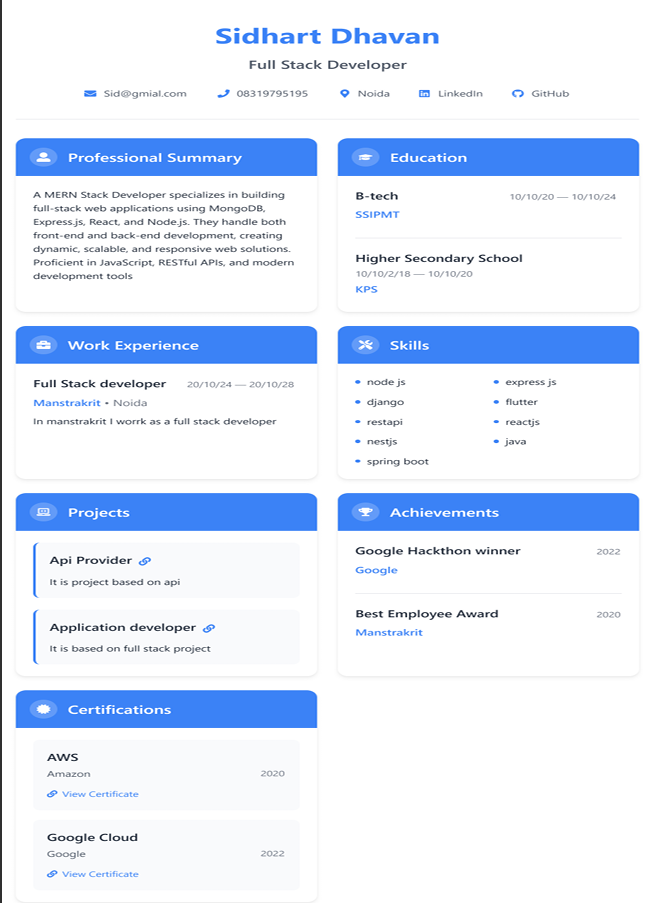 Sidhart Dhavan
Full Stack Developer
Sid@gmial.com 08319795195 Noida LinkedIn GitHub
Professional Summary
A MERN Stack Developer specializes in building
full-stack web applications using MongoDB,
Express.js, React, and Node.js. They handle both
front-end and back-end development, creating
dynamic, scalable, and responsive web solutions.
Proficient in JavaScript, RESTful APIs, and modern
development tools
Education
B-tech 10/10/20 — 10/10/24
SSIPMT
Higher Secondary School
10/10/2/18 — 10/10/20
KPS
Work Experience
Full Stack developer 20/10/24 — 20/10/28
Manstrakrit • Noida
In manstrakrit I worrk as a full stack developer
Skills
node js express js
django flutter
restapi reactjs
nestjs java
spring boot
Projects
Api Provider
It is project based on api
Application developer
It is based on full stack project
Achievements
Google Hackthon winner 2022
Google
Best Employee Award 2020
Manstrakrit
Certifications
AWS
Amazon 2020
View Certificate
Google Cloud
Google 2022
View Certificate